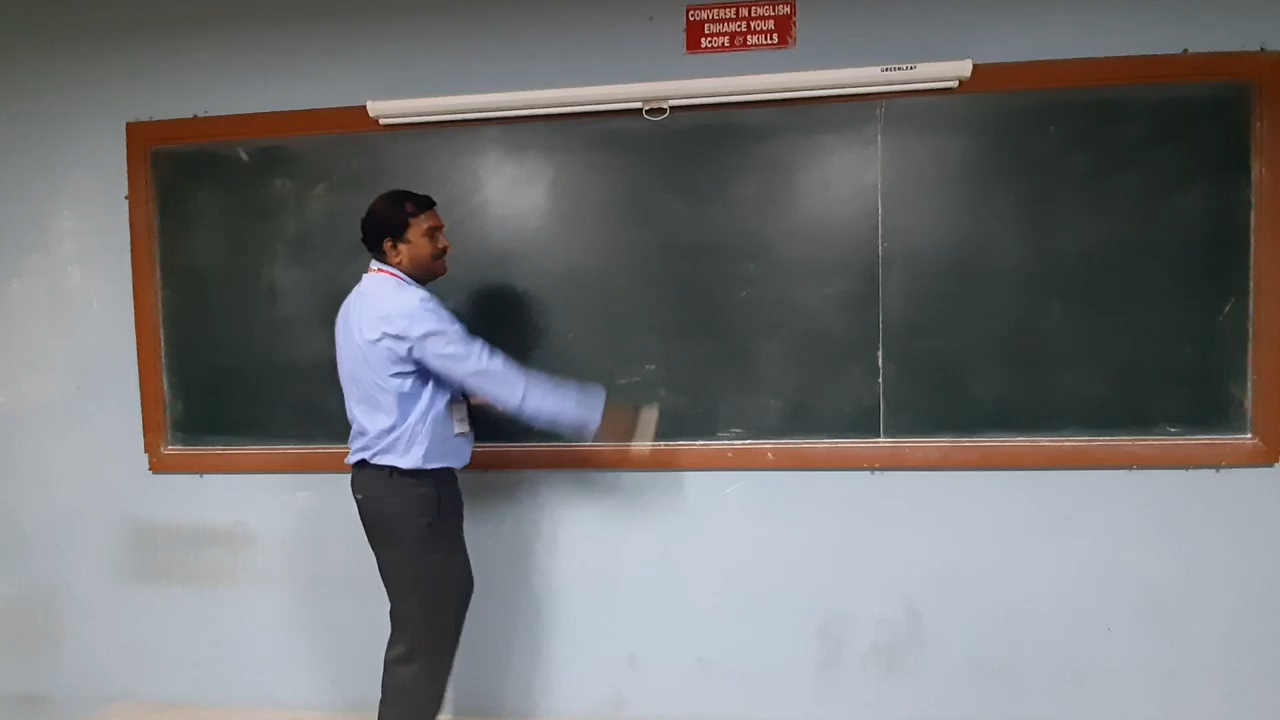 CONVERSE IN ENGLISH
ENHANCE YOUR
SCOPE & SKILLS
GREENLEAF